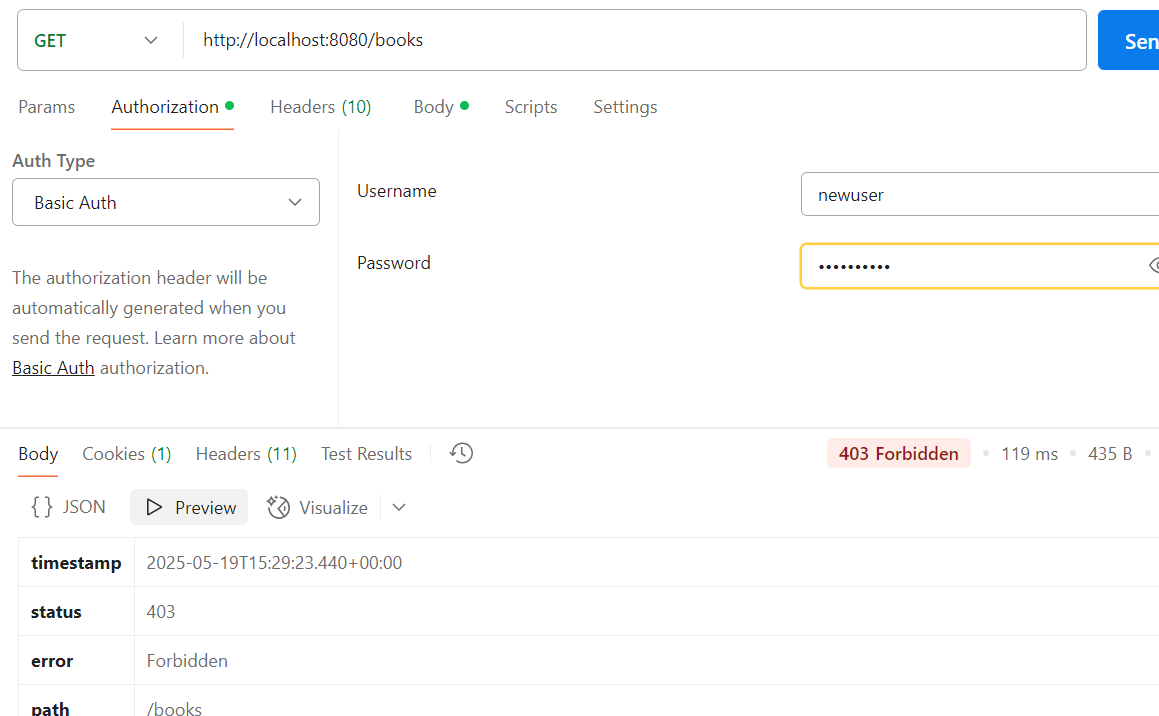 GET http://localhost:8080/books Sen
Params Authorization Headers (10) Body Scripts Settings
Auth Type
Basic Auth
Username newuser
Password ••••••••••
The authorization header will be
automatically generated when you
send the request. Learn more about
Basic Auth authorization.
Body Cookies (1) Headers (11) Test Results 403 Forbidden • 119 ms • 435 B •
{} JSON Preview Visualize
timestamp 2025-05-19T15:29:23.440+00:00
status 403
error Forbidden
path /books